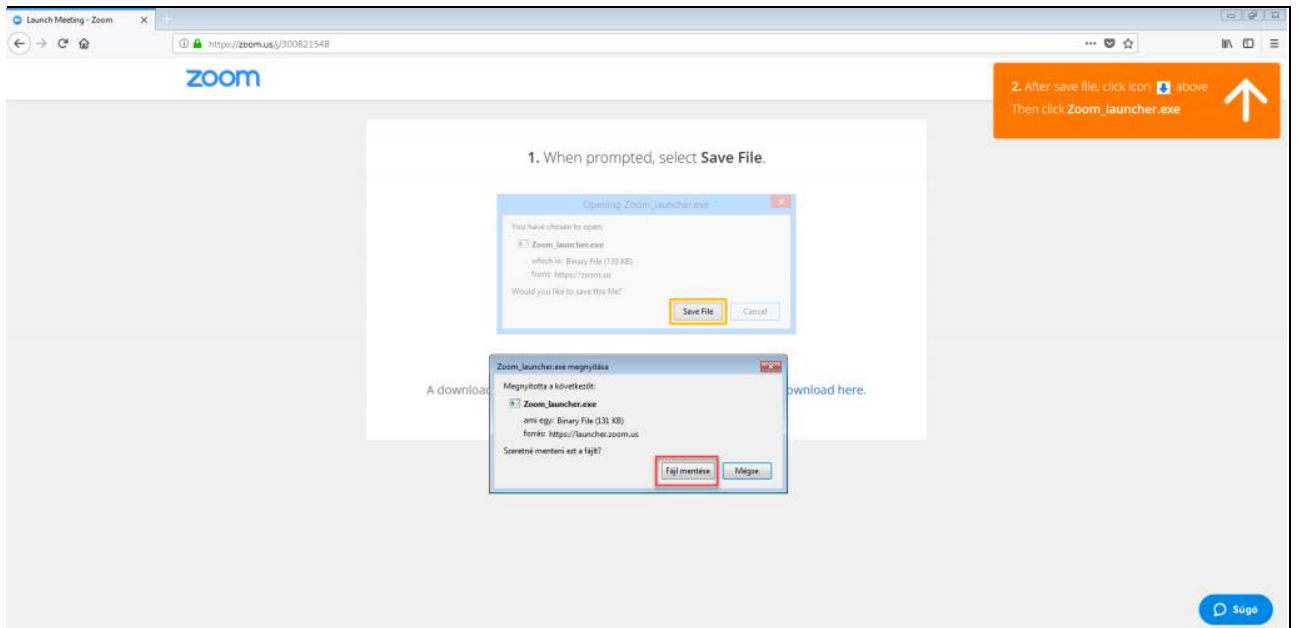 Launch Meeting - Zoom
https://zoom.us/j/300821548
zoom
2. After save file, click icon above
Then click Zoom_launcher.exe
1. When prompted, select Save File.
Opening Zoom_launcher.exe
You have chosen to open:
Zoom_launcher.exe
which is: Binary File (130 KB)
from: https://zoom.us
Would you like to save this file?
Save File
Cancel
Zoom_launcher.exe megnyitása
Megnyitotta a következőt:
Zoom_launcher.exe
ami egy: Binary File (131 KB)
forrás: https://launcher.zoom.us
Szeretné menteni ezt a fájlt?
Fájl mentése
Mégse
A download here.
Súgó